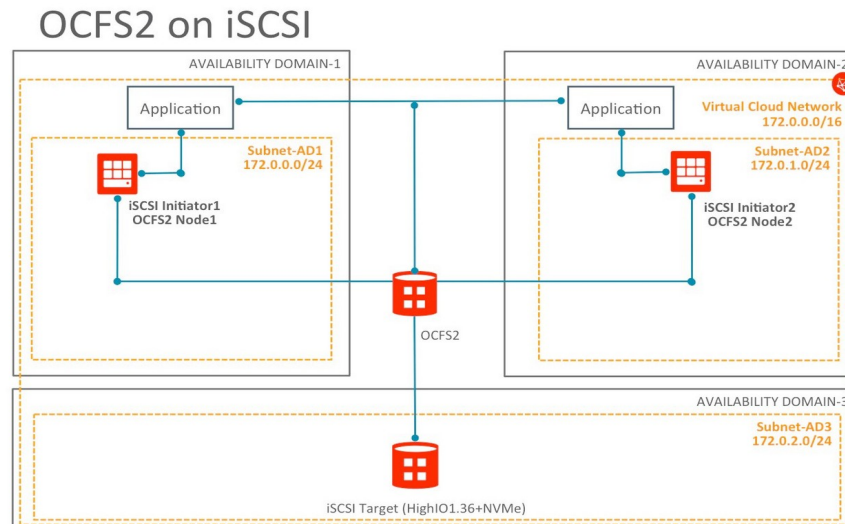 OCFS2 on iSCSI
AVAILABILITY DOMAIN-1
AVAILABILITY DOMAIN-2
Application
Application
Virtual Cloud Network
172.0.0.0/16
Subnet-AD1
172.0.0.0/24
Subnet-AD2
172.0.1.0/24
iSCSI Initiator1
OCFS2 Node1
iSCSI Initiator2
OCFS2 Node2
OCFS2
AVAILABILITY DOMAIN-3
Subnet-AD3
172.0.2.0/24
iSCSI Target (HighIO1.36+NVMe)